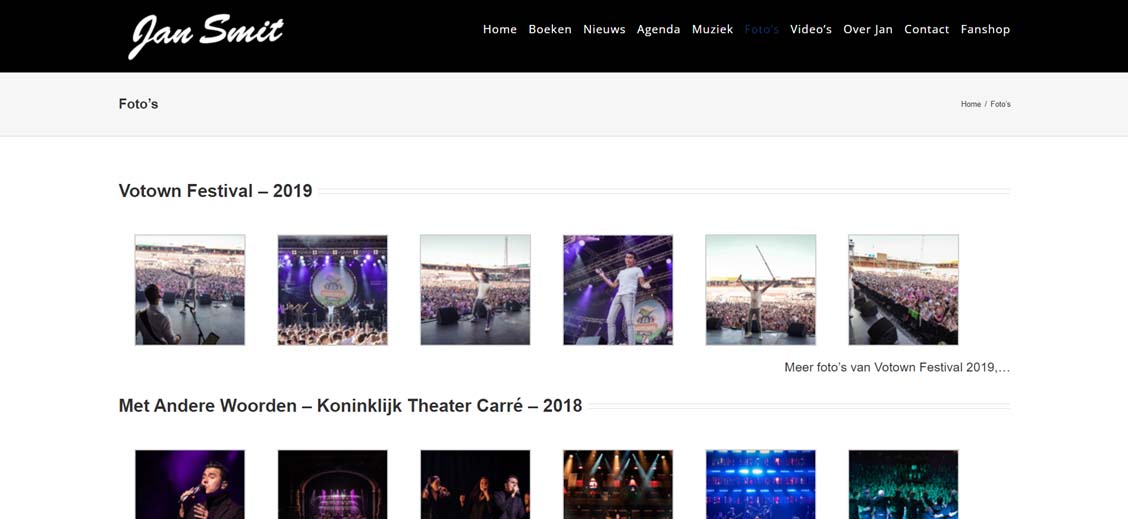 Jan Smit
Home Boeken Nieuws Agenda Muziek Foto's Video's Over Jan Contact Fanshop
Foto's
Home / Foto's
Votown Festival – 2019
Meer foto's van Votown Festival 2019,…
Met Andere Woorden – Koninklijk Theater Carré – 2018